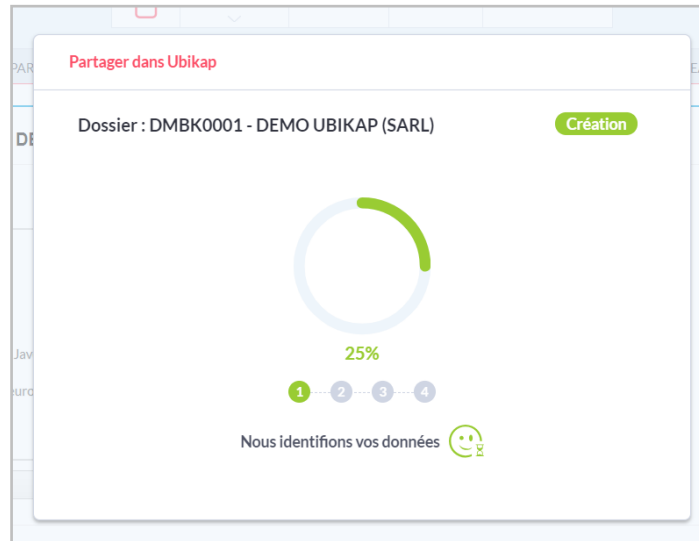 Partager dans Ubikap
Dossier : DMBK0001 - DEMO UBIKAP (SARL)
Création
25%
1 2 3 4
Nous identifions vos données